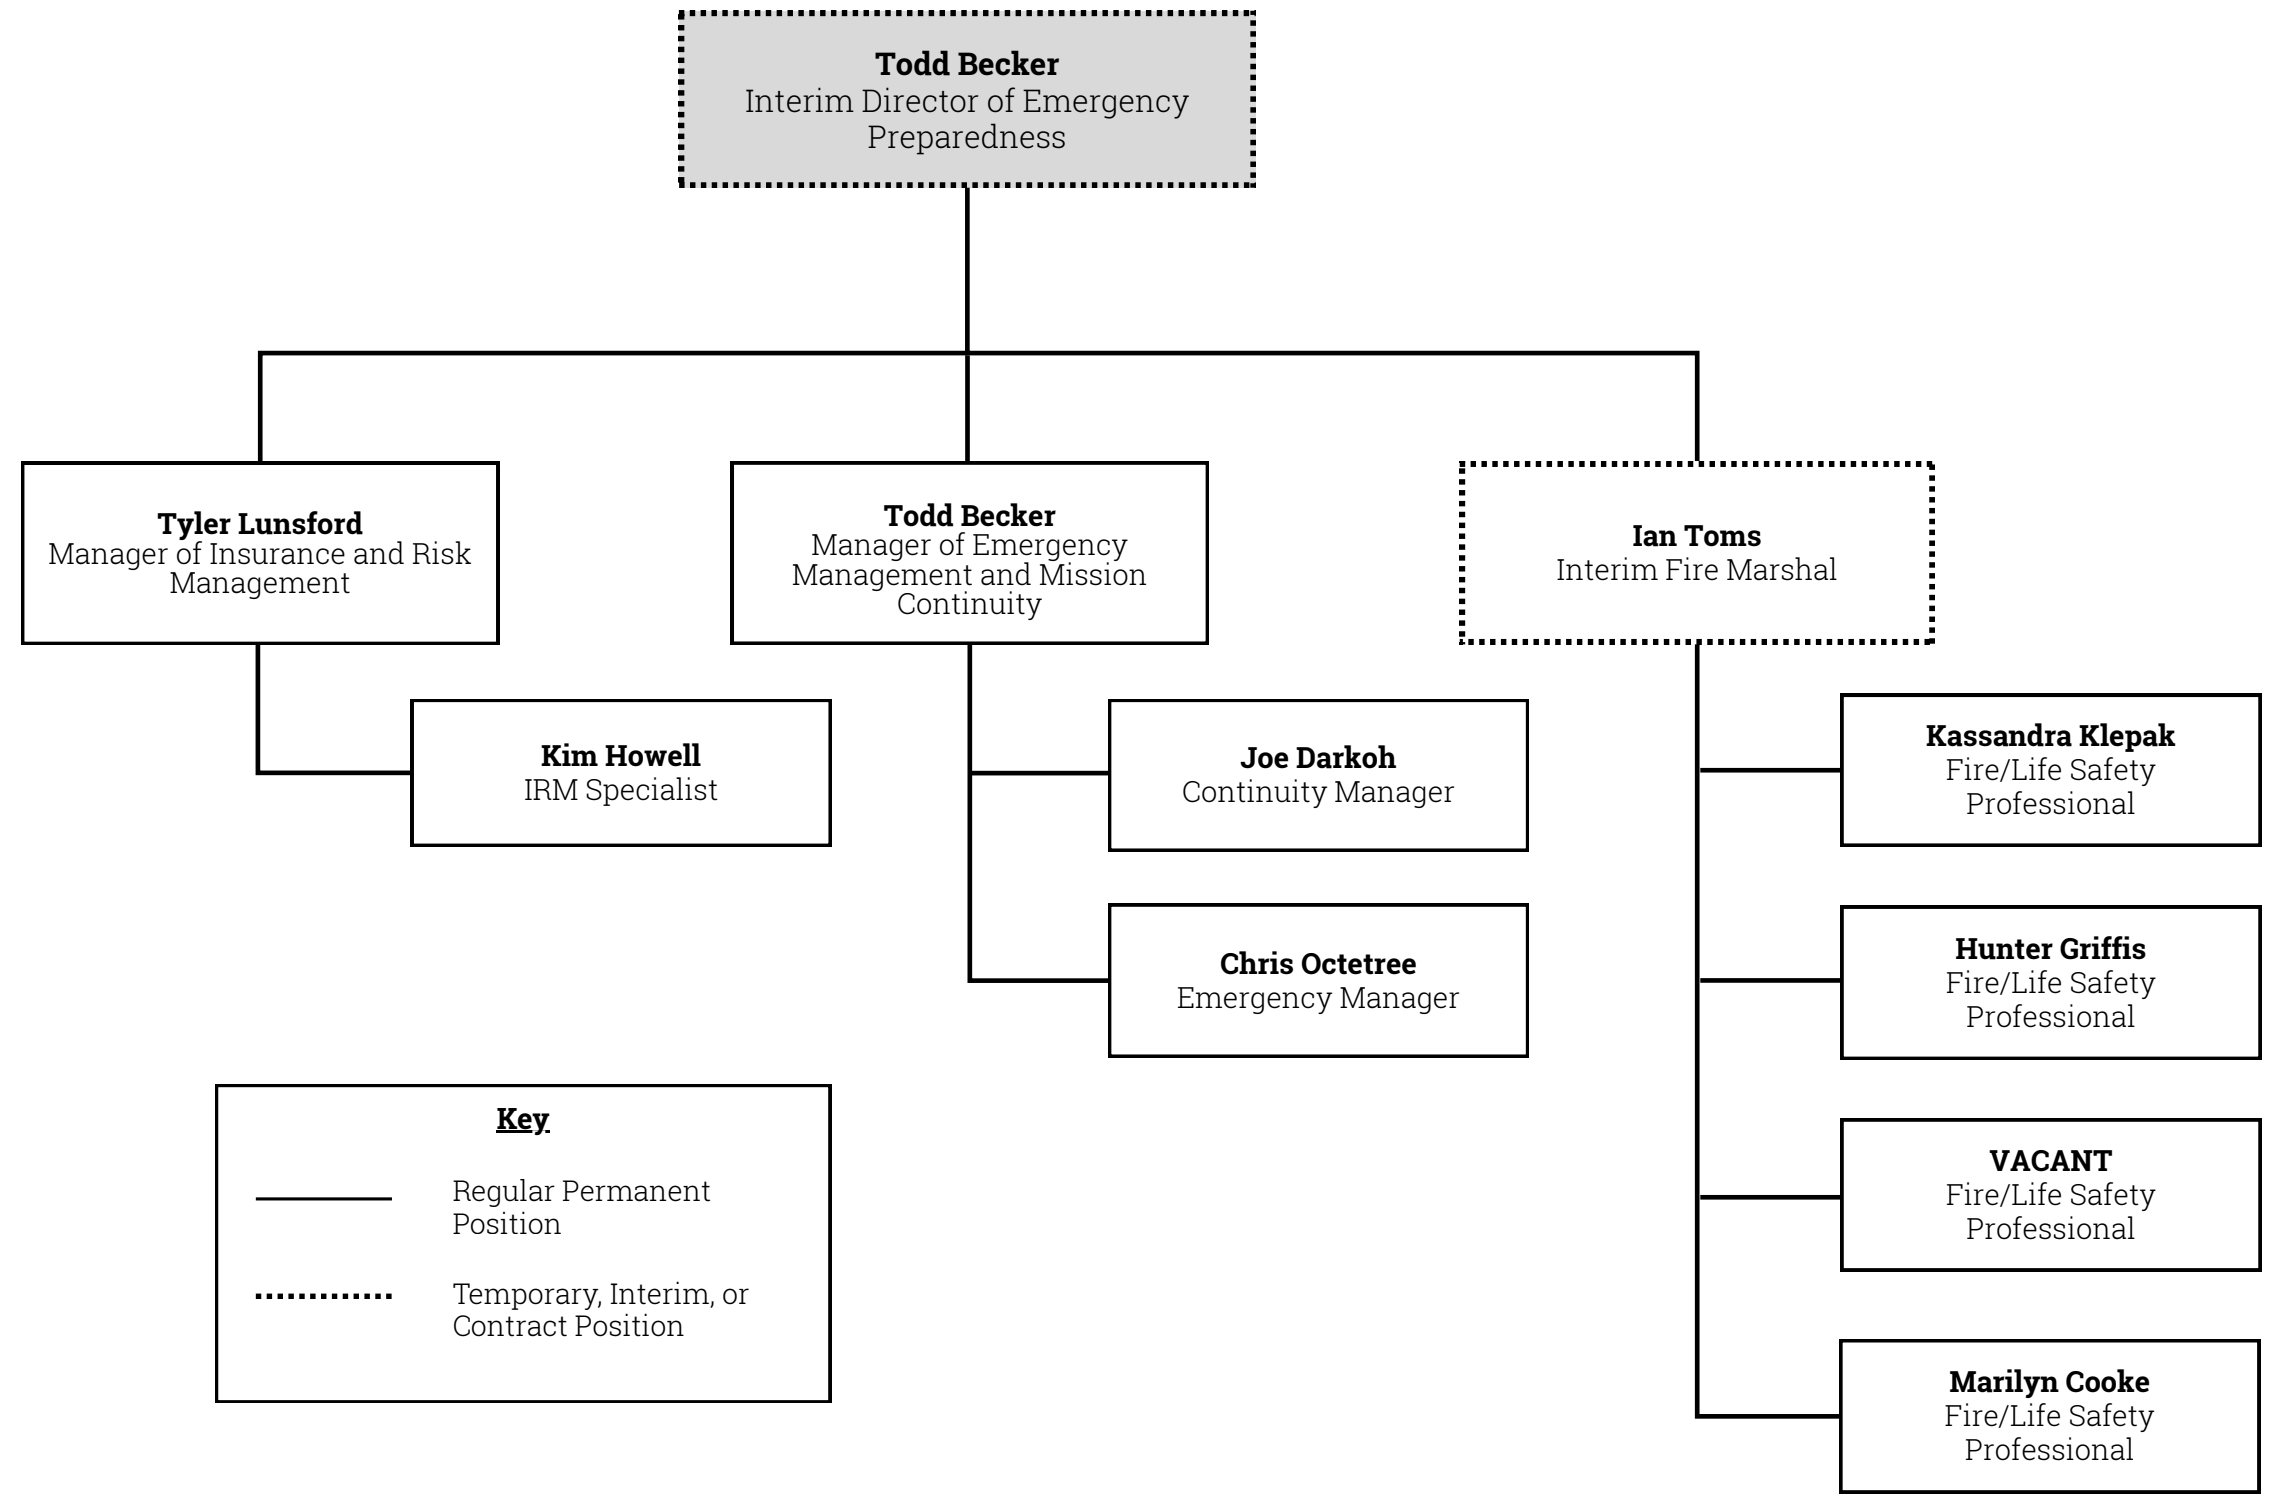 Todd Becker
Interim Director of Emergency
Preparedness
Tyler Lunsford
Manager of Insurance and Risk
Management
Todd Becker
Manager of Emergency
Management and Mission
Continuity
Ian Toms
Interim Fire Marshal
Kim Howell
IRM Specialist
Joe Darkoh
Continuity Manager
Chris Octetree
Emergency Manager
Kassandra Klepak
Fire/Life Safety
Professional
Hunter Griffis
Fire/Life Safety
Professional
VACANT
Fire/Life Safety
Professional
Marilyn Cooke
Fire/Life Safety
Professional
Key
Regular Permanent
Position
Temporary, Interim, or
Contract Position